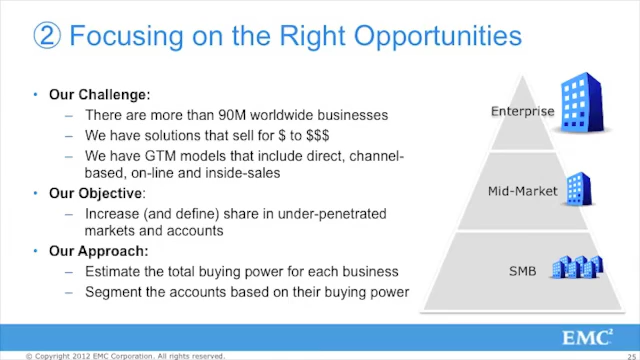 ② Focusing on the Right Opportunities
• Our Challenge:
– There are more than 90M worldwide businesses
– We have solutions that sell for $ to $$$
– We have GTM models that include direct, channel-
based, on-line and inside-sales
• Our Objective:
– Increase (and define) share in under-penetrated
markets and accounts
• Our Approach:
– Estimate the total buying power for each business
– Segment the accounts based on their buying power
Enterprise
Mid-Market
SMB
EMC²
© Copyright 2012 EMC Corporation. All rights reserved.
25